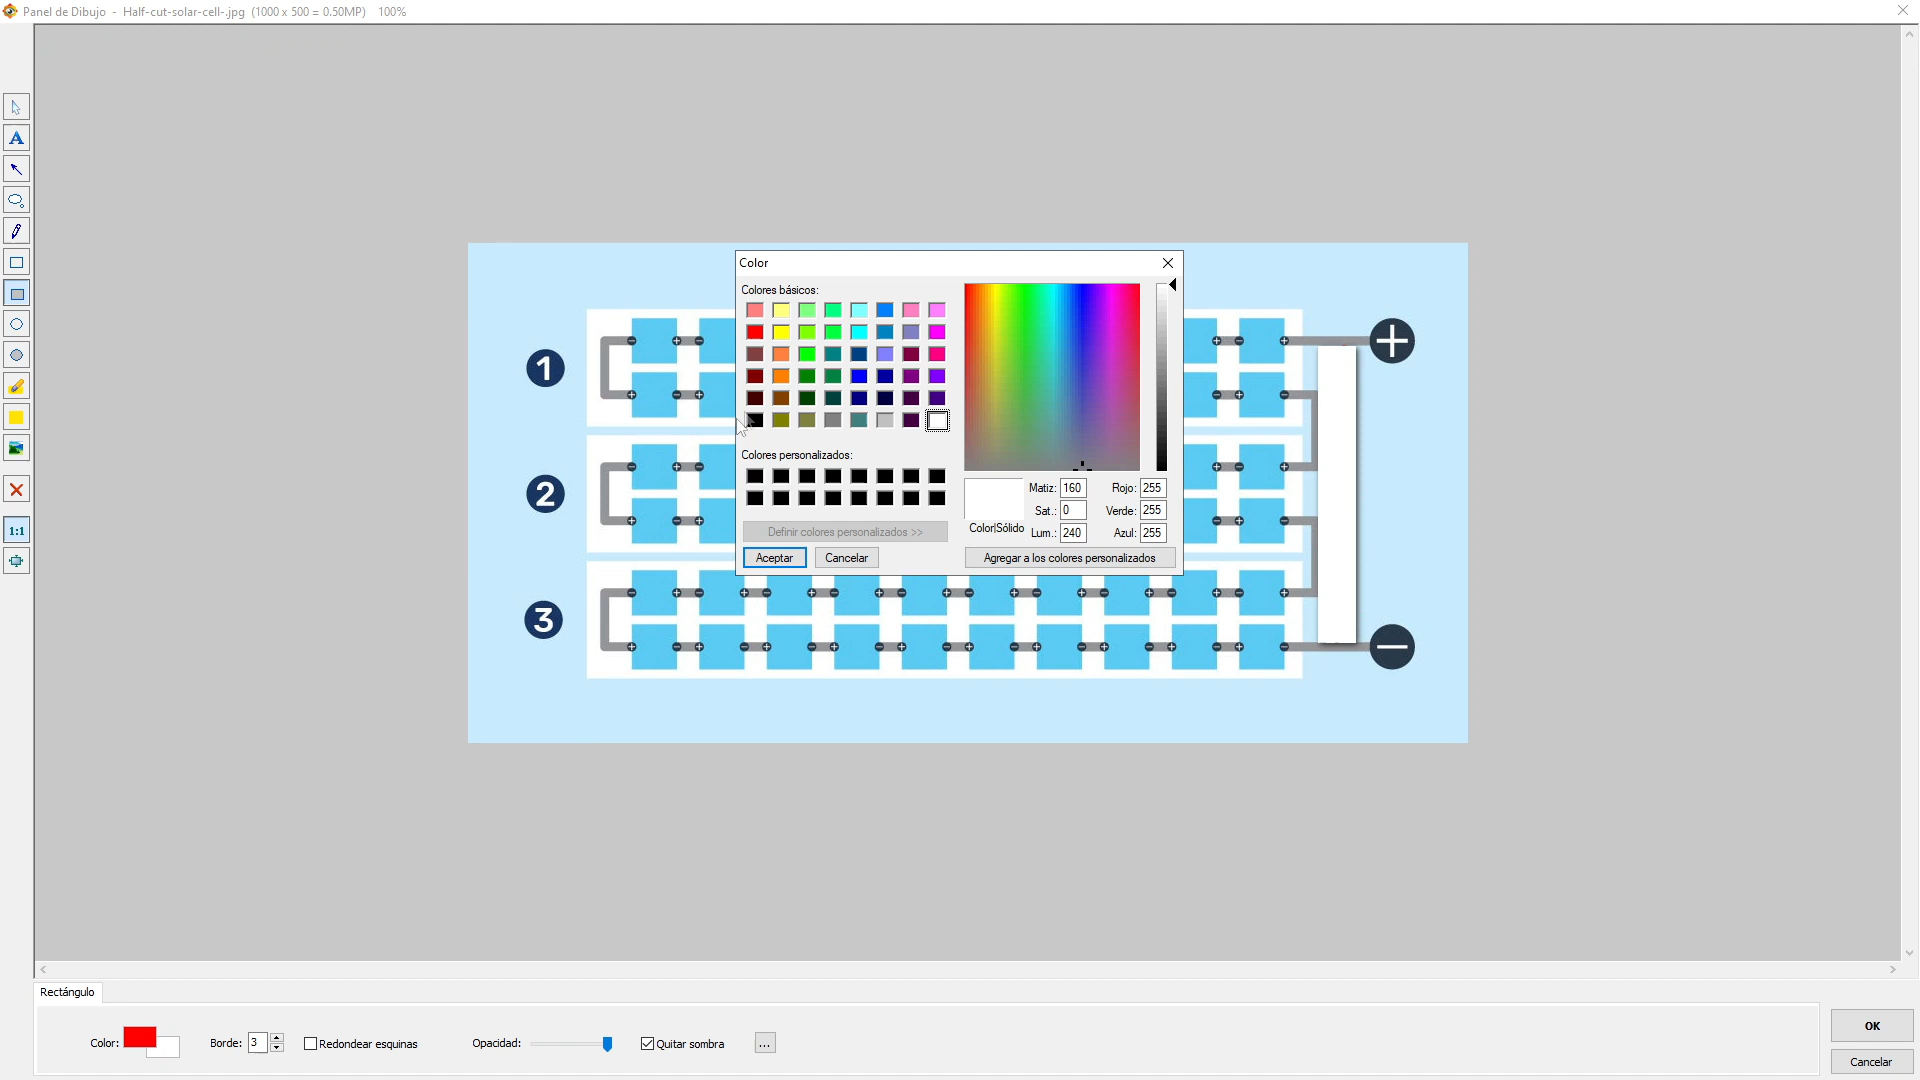 Panel de Dibujo - Half-cut-solar-cell-.jpg (1000 x 500 = 0.50MP) 100%
A
1:1
1
2
3
Color
Colores básicos:
Colores personalizados:
Definir colores personalizados >>
Aceptar
Cancelar
Color|Sólido
Matiz: 160
Sat.: 0
Lum.: 240
Rojo: 255
Verde: 255
Azul: 255
Agregar a los colores personalizados
Rectángulo
Color:
Borde: 3
Redondear esquinas
Opacidad:
Quitar sombra
...
OK
Cancelar